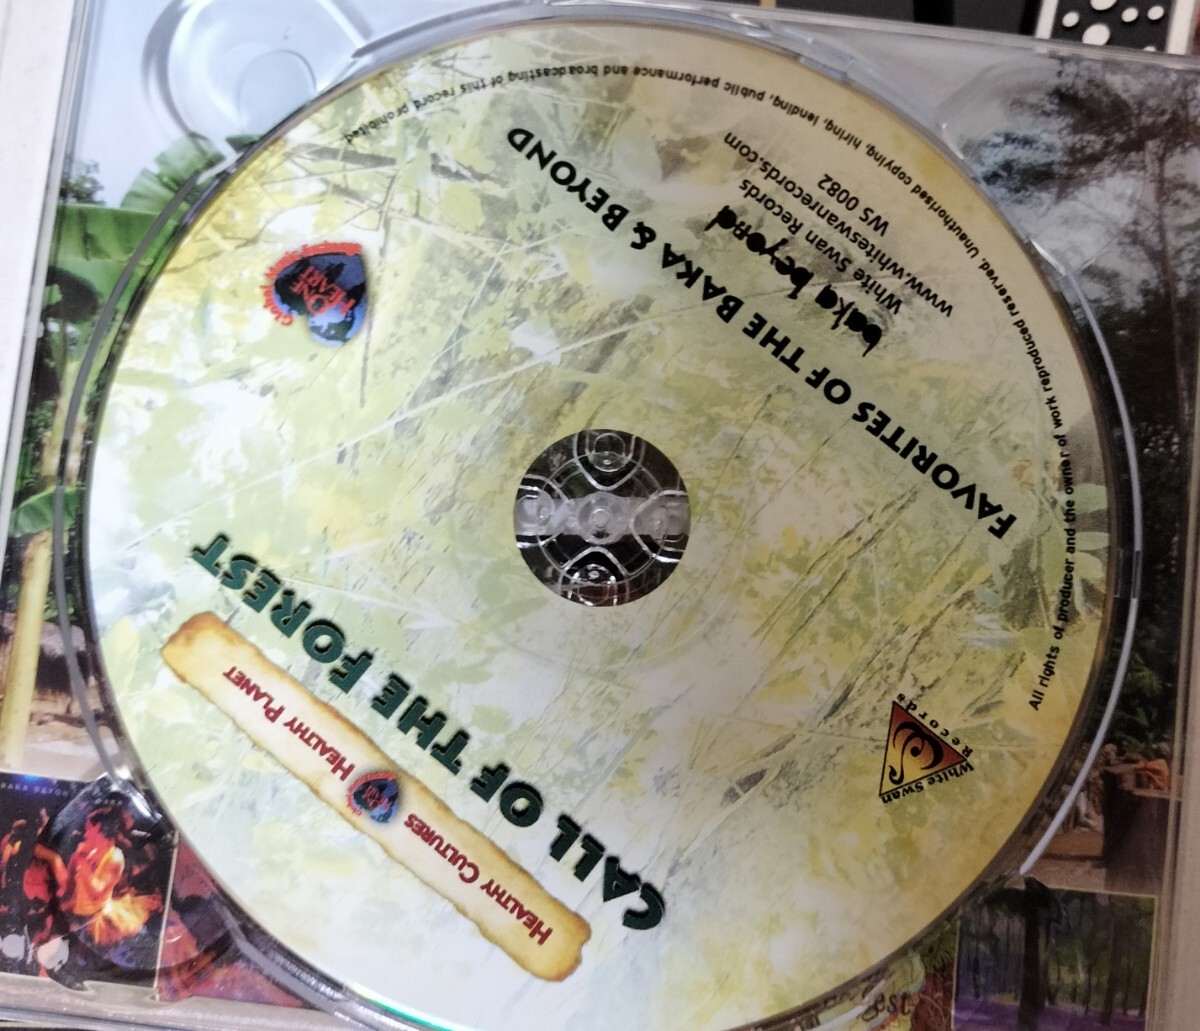 HEALTHY CULTURES HEALTHY PLANET
CALL OF THE FOREST
ONE
HEART
White Swan
Records
FAVORITES OF THE BAKA & BEYOND
baka beyond
White Swan Records
www.whiteswanrecords.com
WS 0082
All rights of producer and the owner of work reproduced reserved. Unauthorised copying, hiring, lending, public performance and broadcasting of this record prohibited.